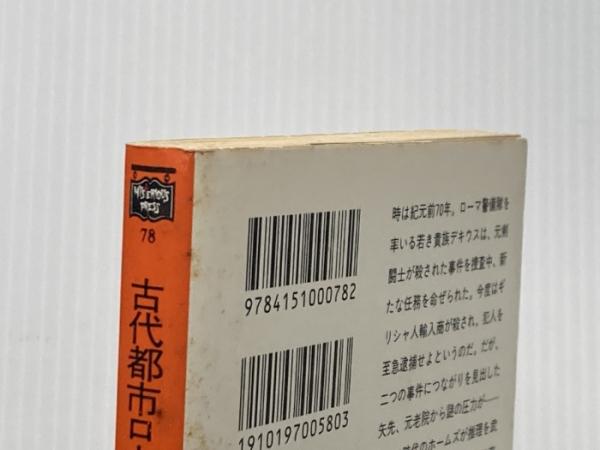 MYSTERIOUS
PRESS
78
古代都市ロー
9784151000782
1910197005803
時は紀元前70年。ローマ警備隊を
率いる若き貴族デキウスは、元剣
闘士が殺された事件を捜査中、新
たな任務を命ぜられた。今度はギ
リシャ人輸入商が殺され、犯人を
至急逮捕せよというのだ。だが、
二つの事件につながりを見出した
矢先、元老院から謎の圧力が──
時代のホームズが推理を武